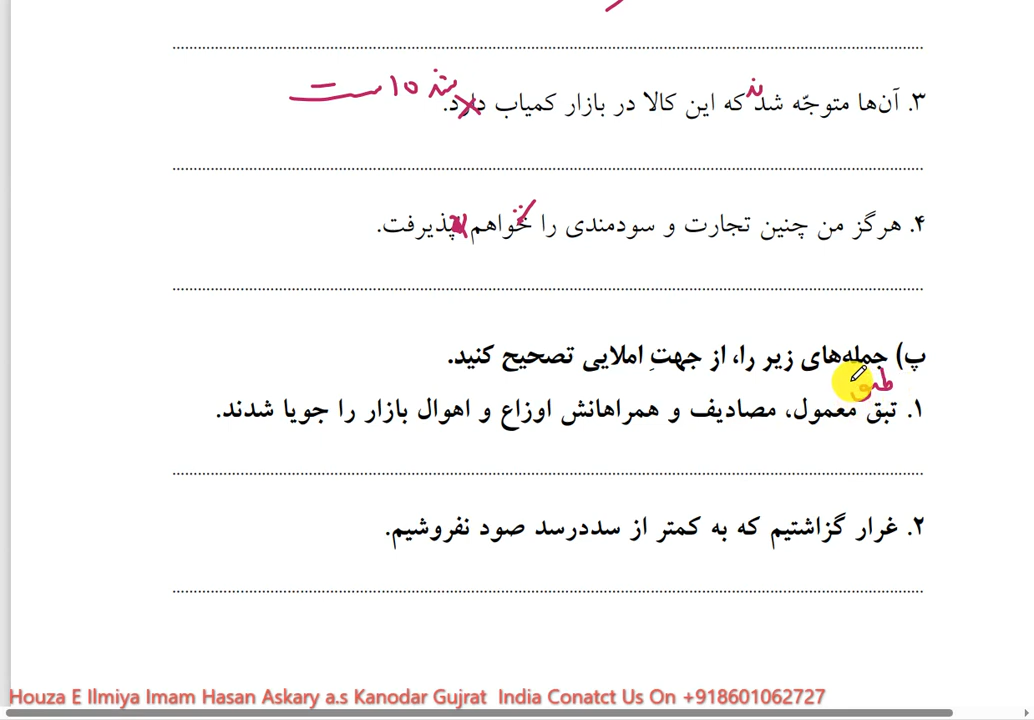 شد ه است
ند
۳. آن‌ها متوجّه شد که این کالا در بازار کمیاب دارد.
ن
۴. هرگز من چنین تجارت و سودمندی را خواهم پذیرفت.
پ) جمله‌های زیر را، از جهتِ املایی تصحیح کنید.
طبق
۱. تبق معمول، مصادیف و همراهانش اوزاع و اهوال بازار را جویا شدند.
۲. غرار گزاشتیم که به کمتر از سددرسد صود نفروشیم.
Houza E Ilmiya Imam Hasan Askary a.s Kanodar Gujrat India Conatct Us On +918601062727